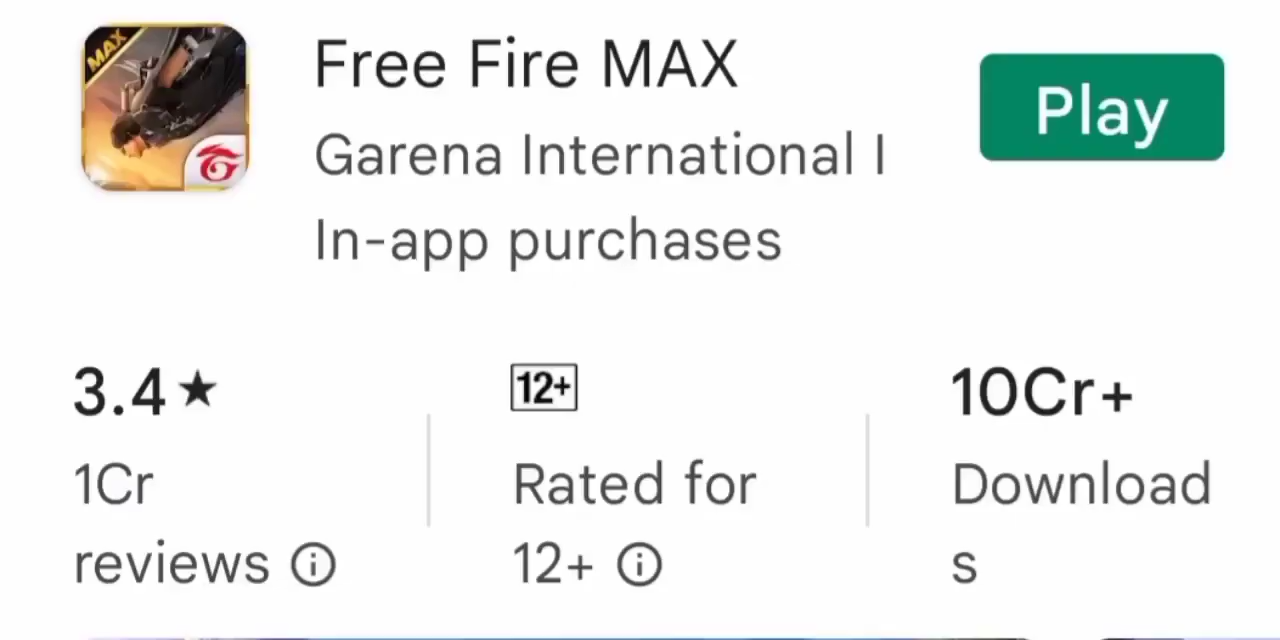 MAX
Free Fire MAX
Play
Garena International I
In-app purchases
3.4★
12+
10Cr+
1Cr
reviews
Rated for
12+
Download
s